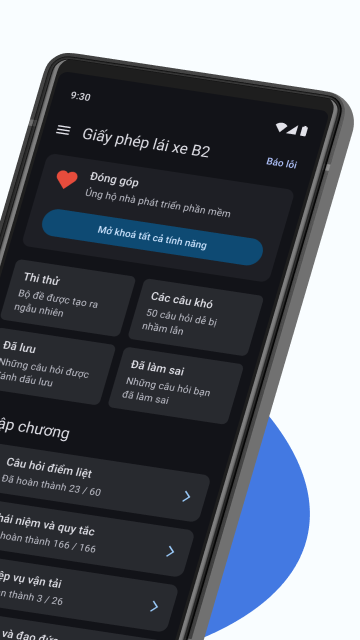 9:30
Giấy phép lái xe B2
Báo lỗi
Đóng góp
Ủng hộ nhà phát triển phần mềm
Mở khoá tất cả tính năng
Thi thử
Bộ đề được tạo ra
ngẫu nhiên
Các câu khó
50 câu hỏi dễ bị
nhầm lẫn
Đã lưu
Những câu hỏi được
đánh dấu lưu
Đã làm sai
Những câu hỏi bạn
đã làm sai
chương
Câu hỏi điểm liệt
Đã hoàn thành 23 / 60
niệm và quy tắc
hoàn thành 166 / 166
vụ vận tải
thành 3 / 26
và đạo đức